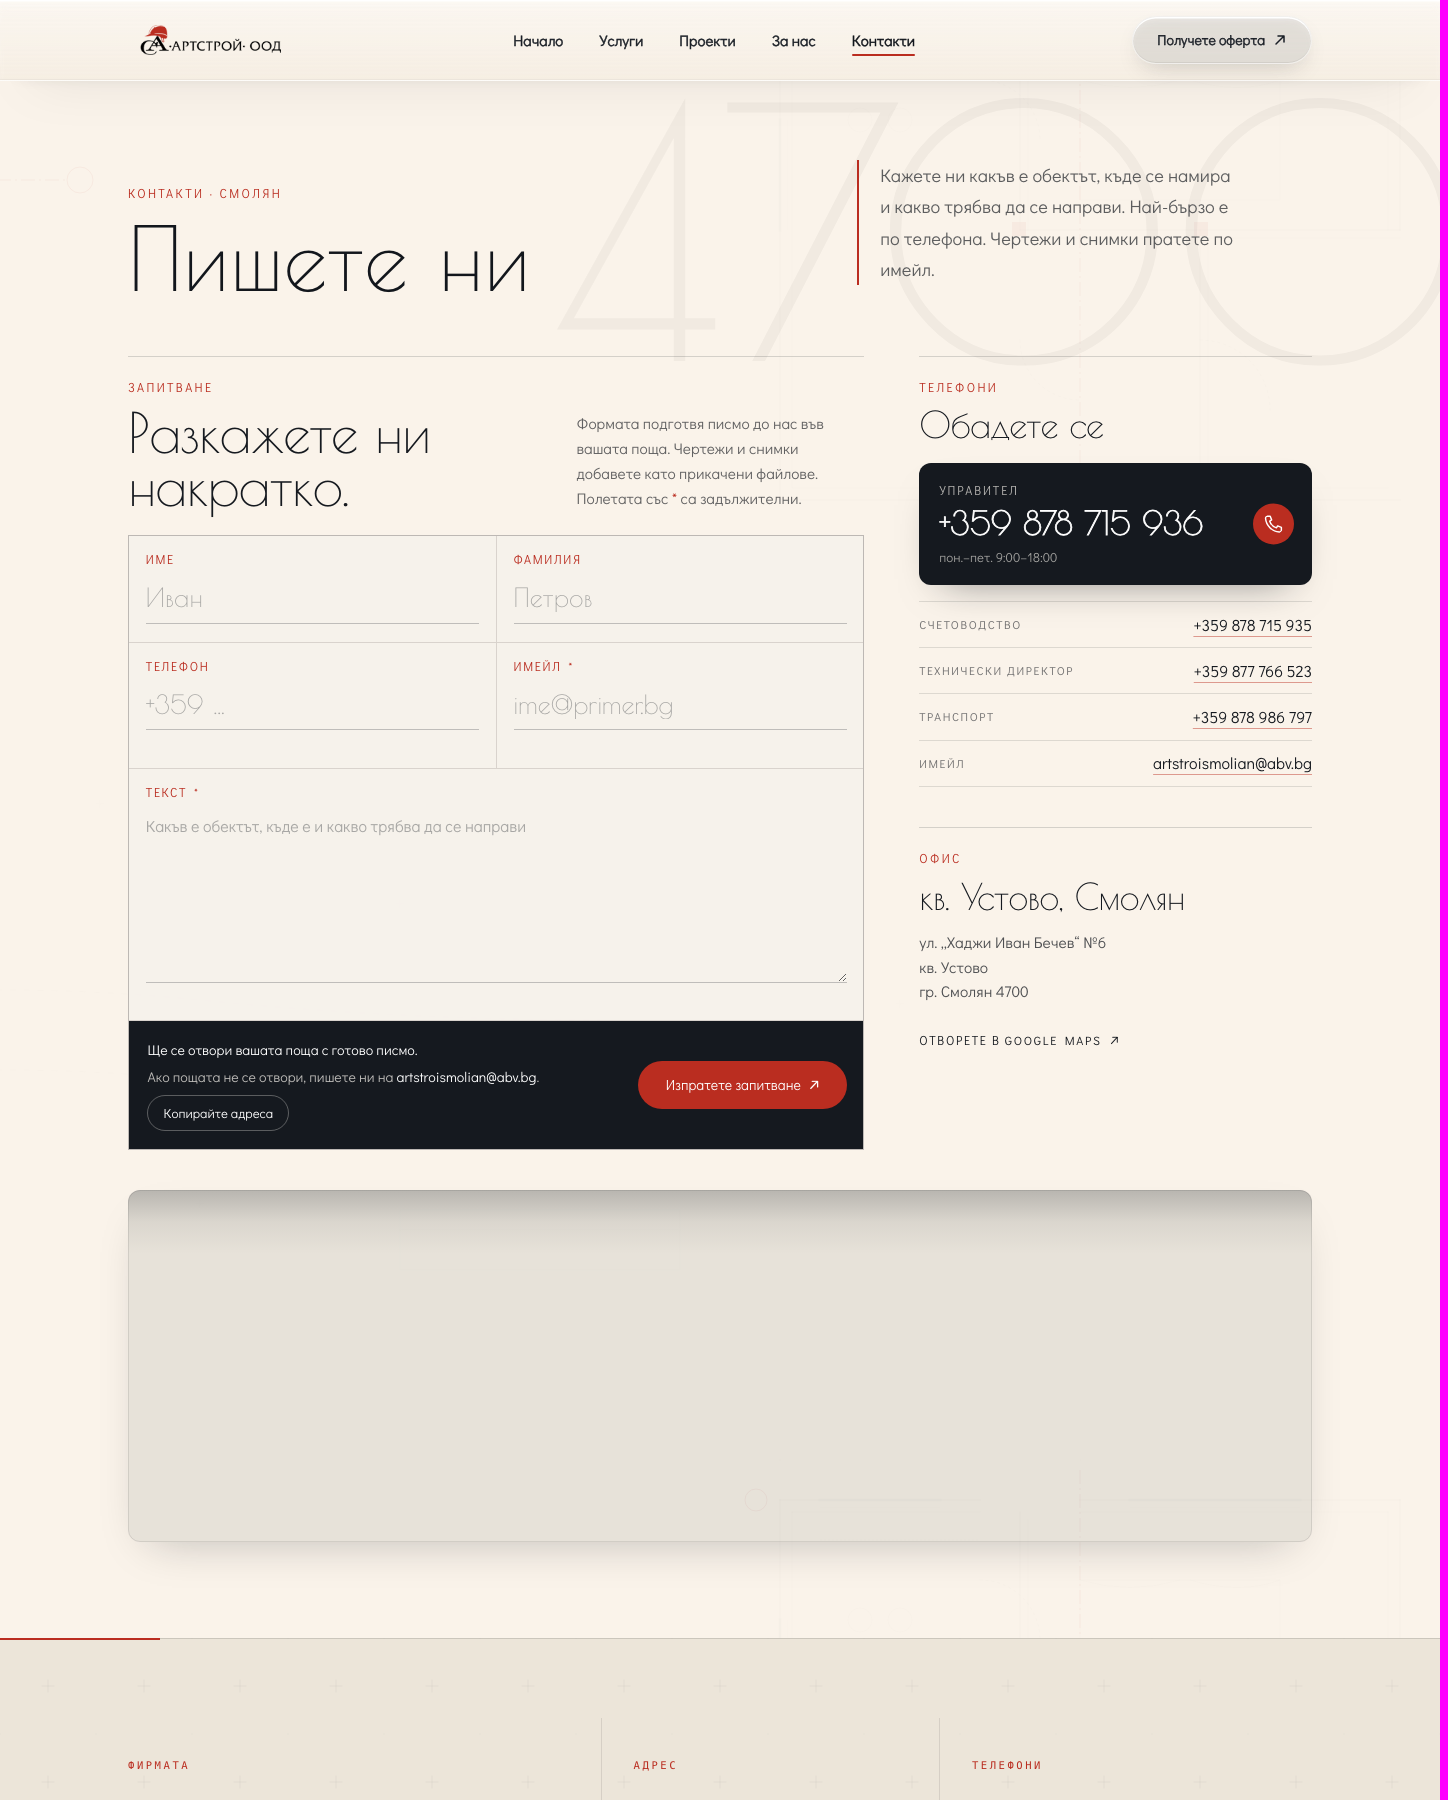 АРТСТРОЙ· ООД
Начало
Услуги
Проекти
За нас
Контакти
Получете оферта
4700
КОНТАКТИ · СМОЛЯН
Пишете ни
Кажете ни какъв е обектът, къде се намира
и какво трябва да се направи. Най-бързо е
по телефона. Чертежи и снимки пратете по
имейл.
ЗАПИТВАНЕ
Разкажете ни
накратко.
Формата подготвя писмо до нас във
вашата поща. Чертежи и снимки
добавете като прикачени файлове.
Полетата със * са задължителни.
ИМЕ
Иван
ФАМИЛИЯ
Петров
ТЕЛЕФОН
+359 ...
ИМЕЙЛ *
ime@primer.bg
ТЕКСТ *
Какъв е обектът, къде е и какво трябва да се направи
Ще се отвори вашата поща с готово писмо.
Ако пощата не се отвори, пишете ни на artstroismolian@abv.bg.
Копирайте адреса
Изпратете запитване
ТЕЛЕФОНИ
Обадете се
УПРАВИТЕЛ
+359 878 715 936
пон.–пет. 9:00–18:00
СЧЕТОВОДСТВО
+359 878 715 935
ТЕХНИЧЕСКИ ДИРЕКТОР
+359 877 766 523
ТРАНСПОРТ
+359 878 986 797
ИМЕЙЛ
artstroismolian@abv.bg
ОФИС
кв. Устово, Смолян
ул. „Хаджи Иван Бечев“ №6
кв. Устово
гр. Смолян 4700
ОТВОРЕТЕ В GOOGLE MAPS
ФИРМАТА
АДРЕС
ТЕЛЕФОНИ